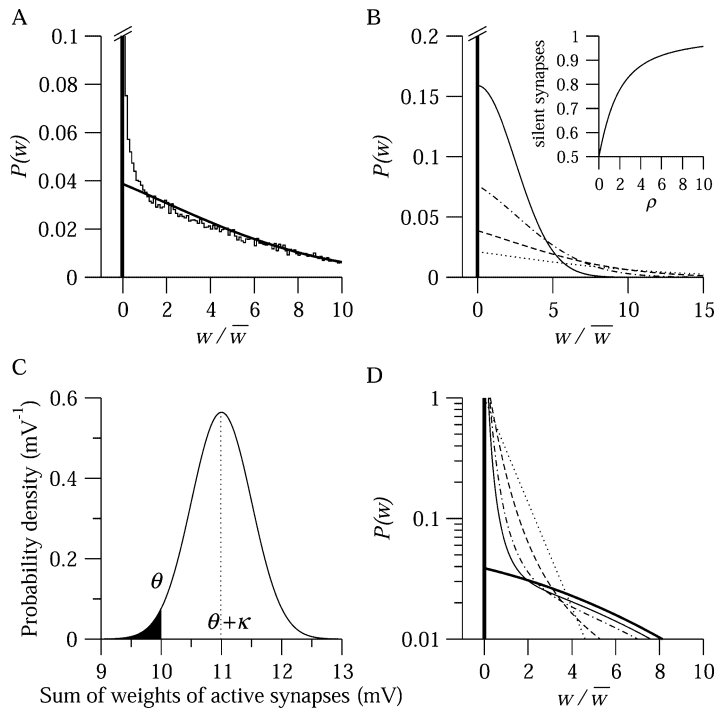 A
0.1
0.08
0.06
0.04
0.02
0
P(w)
0 2 4 6 8 10
w / w̅
B
0.2
0.15
0.1
0.05
0
P(w)
0 5 10 15
w / w̅
silent synapses
1
0.9
0.8
0.7
0.6
0.5
0 2 4 6 8 10
ρ
C
Probability density (mV⁻¹)
0.6
0.4
0.2
0
θ
θ+κ
9 10 11 12 13
Sum of weights of active synapses (mV)
D
1
0.1
0.01
P(w)
0 2 4 6 8 10
w / w̅